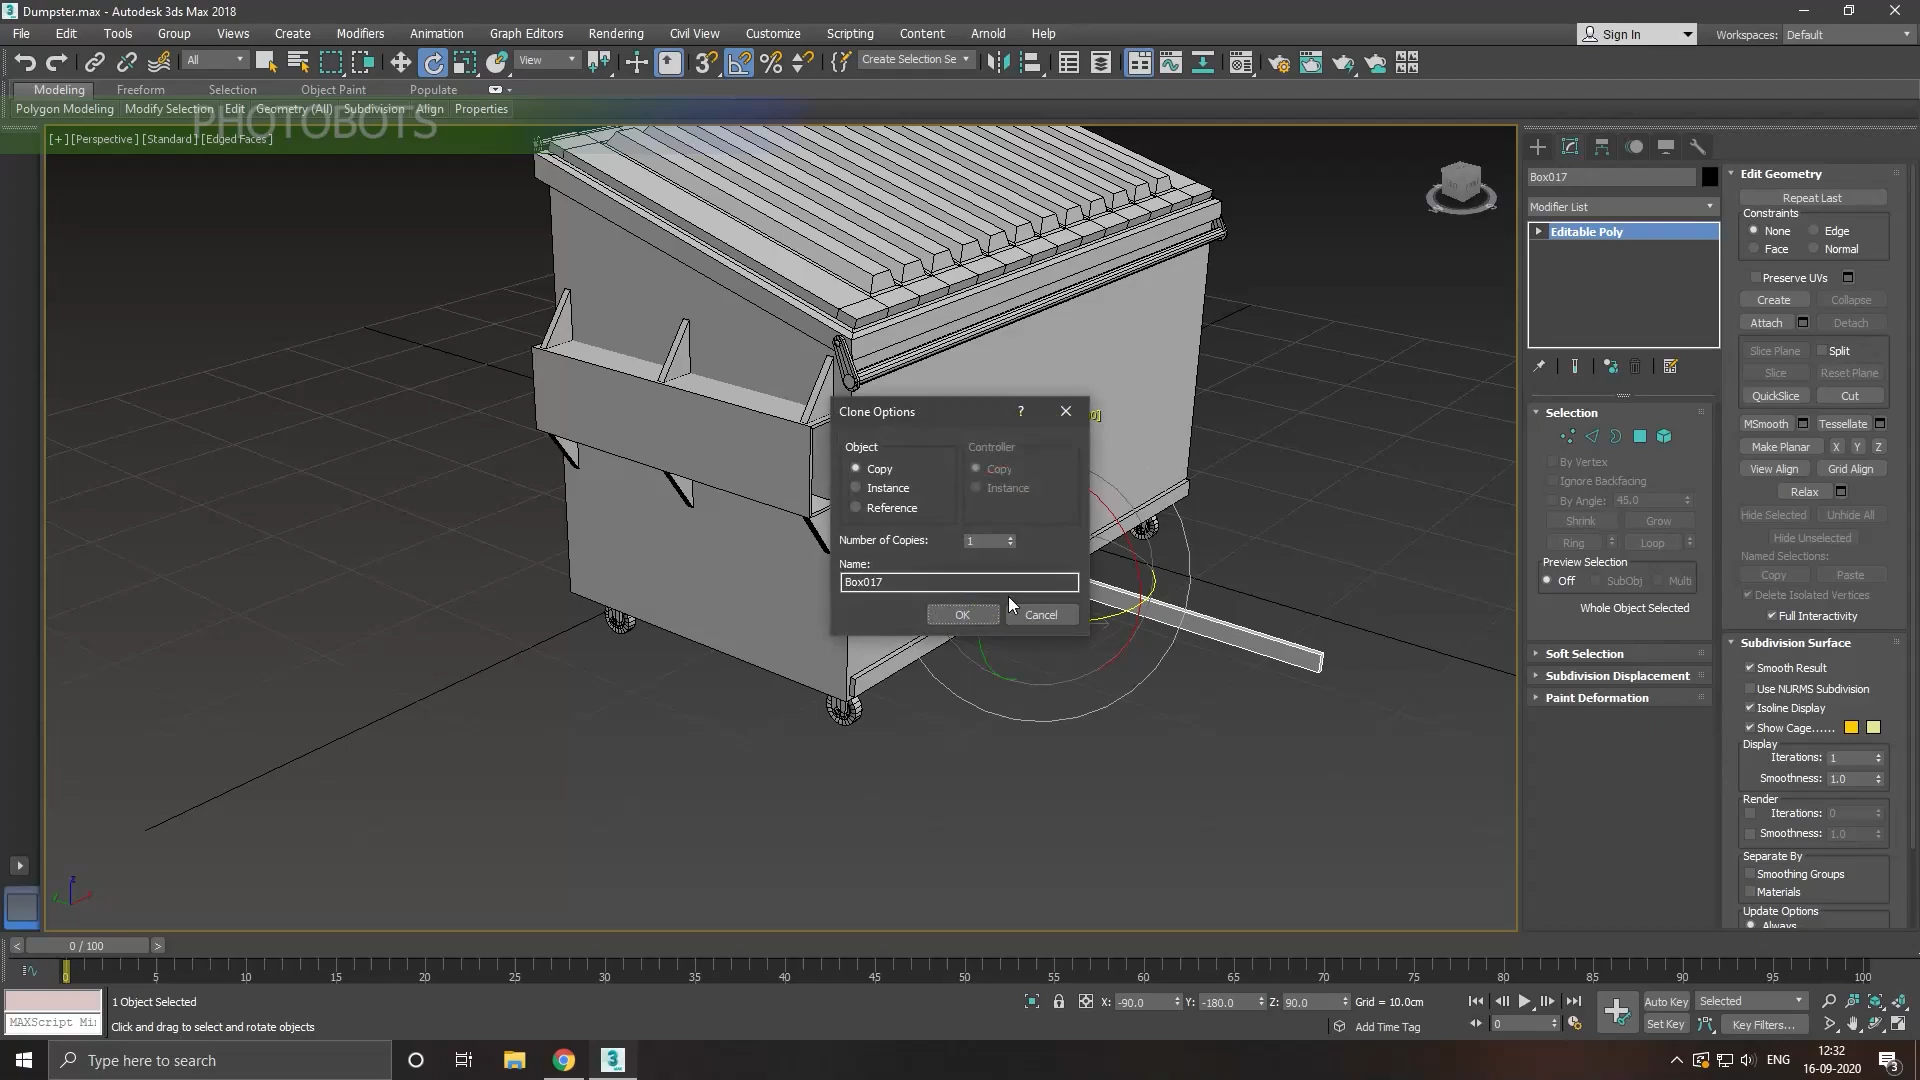 Dumpster.max - Autodesk 3ds Max 2018
File Edit Tools Group Views Create Modifiers Animation Graph Editors Rendering Civil View Customize Scripting Content Arnold Help
Sign In Workspaces: Default
All View Create Selection Se
Modeling Freeform Selection Object Paint Populate
Polygon Modeling Modify Selection Edit Geometry (All) Subdivision Align Properties
PHOTOBOTS
[+] [Perspective] [Standard] [Edged Faces]
Box017
Modifier List
Editable Poly
Selection
By Vertex
Ignore Backfacing
By Angle: 45.0
Shrink Grow
Ring Loop
Preview Selection
Off SubObj Multi
Whole Object Selected
Soft Selection
Subdivision Displacement
Paint Deformation
Edit Geometry
Repeat Last
Constraints
None Edge
Face Normal
Preserve UVs
Create Collapse
Attach Detach
Slice Plane Split
Slice Reset Plane
QuickSlice Cut
MSmooth Tessellate
Make Planar X Y Z
View Align Grid Align
Relax
Hide Selected Unhide All
Hide Unselected
Named Selections:
Copy Paste
Delete Isolated Vertices
Full Interactivity
Subdivision Surface
Smooth Result
Use NURMS Subdivision
Isoline Display
Show Cage......
Display
Iterations: 1
Smoothness: 1.0
Render
Iterations: 0
Smoothness: 1.0
Separate By
Smoothing Groups
Materials
Update Options
Always
Clone Options ? X
Object Controller
Copy Copy
Instance Instance
Reference
Number of Copies: 1
Name:
Box017
OK Cancel
0]
z
< 0 / 100 >
0 5 10 15 20 25 30 35 40 45 50 55 60 65 70 75 80 85 90 95 100
1 Object Selected
X: -90.0 Y: -180.0 Z: 90.0 Grid = 10.0cm
Auto Key Selected
MAXScript Mi
Click and drag to select and rotate objects
Add Time Tag
0
Set Key Key Filters...
Type here to search
ENG
12:32
16-09-2020
3